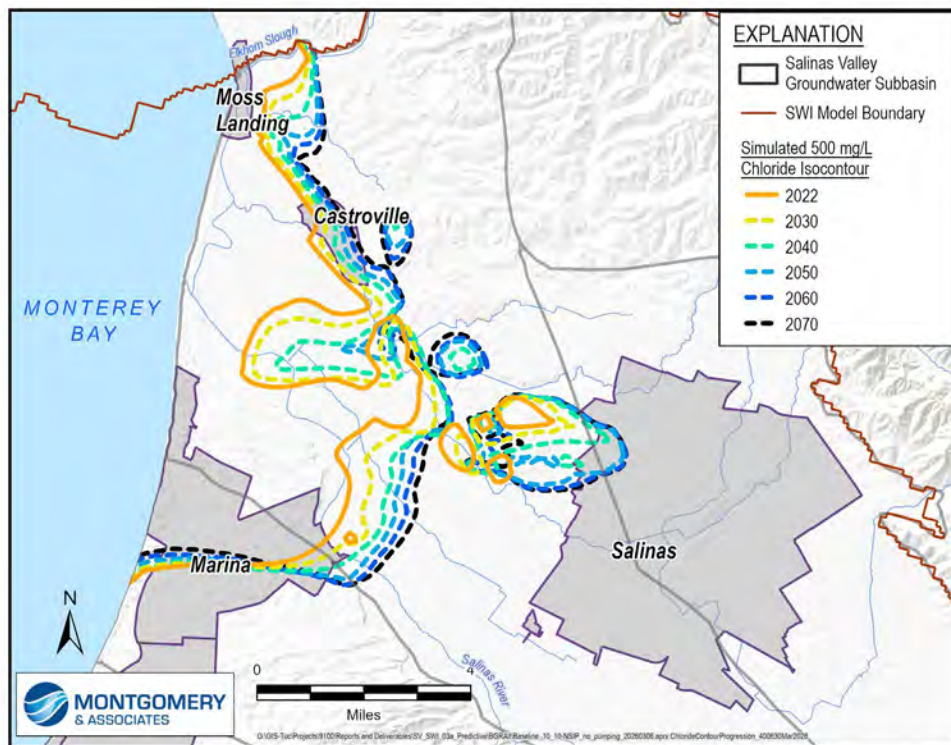 Elkhorn Slough
Moss
Landing
Castroville
MONTEREY
BAY
Marina
Salinas
Salinas River
N
0
4
Miles
MONTGOMERY
& ASSOCIATES
EXPLANATION
Salinas Valley
Groundwater Subbasin
SWI Model Boundary
Simulated 500 mg/L
Chloride Isocontour
2022
2030
2040
2050
2060
2070